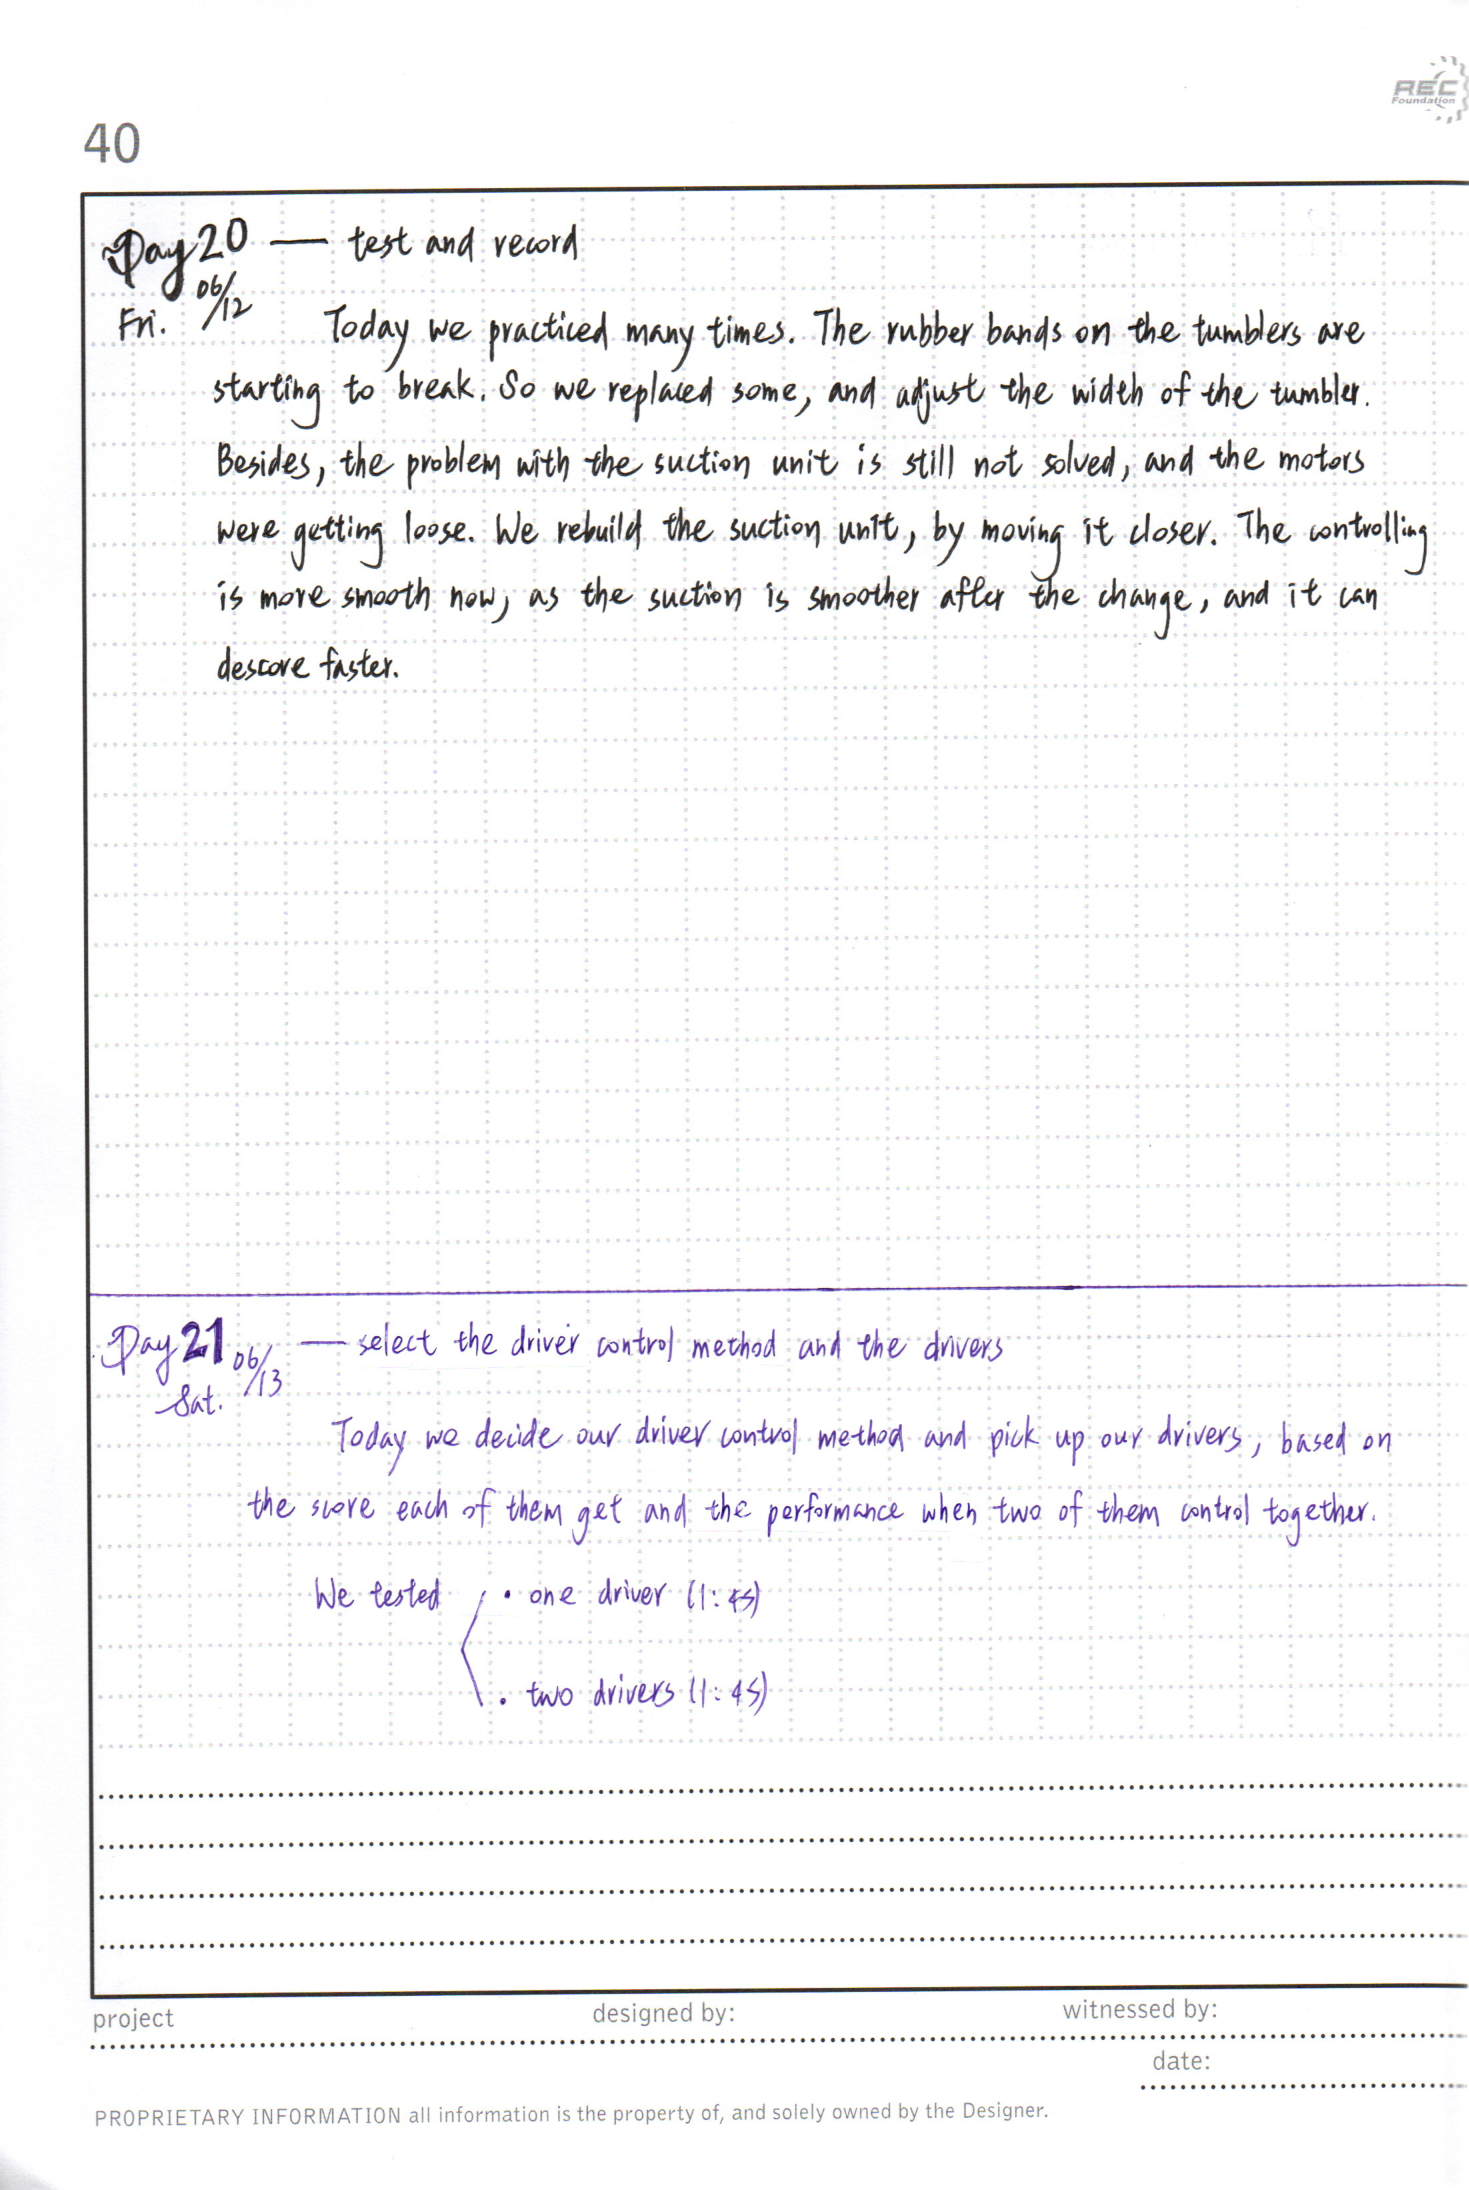 REC
Foundation
40
Day 20 — test and record
06/12
Fri.
Today we practiced many times. The rubber bands on the tumblers are
starting to break. So we replaced some, and adjust the width of the tumbler.
Besides, the problem with the suction unit is still not solved, and the motors
were getting loose. We rebuild the suction unit, by moving it closer. The controlling
is more smooth now, as the suction is smoother after the change, and it can
descore faster.
Day 21 06/13 — select the driver control method and the drivers
Sat.
Today we decide our driver control method and pick up our drivers, based on
the score each of them get and the performance when two of them control together.
We tested
• one driver (1:45)
• two drivers (1:45)
project
designed by:
witnessed by:
date:
PROPRIETARY INFORMATION all information is the property of, and solely owned by the Designer.